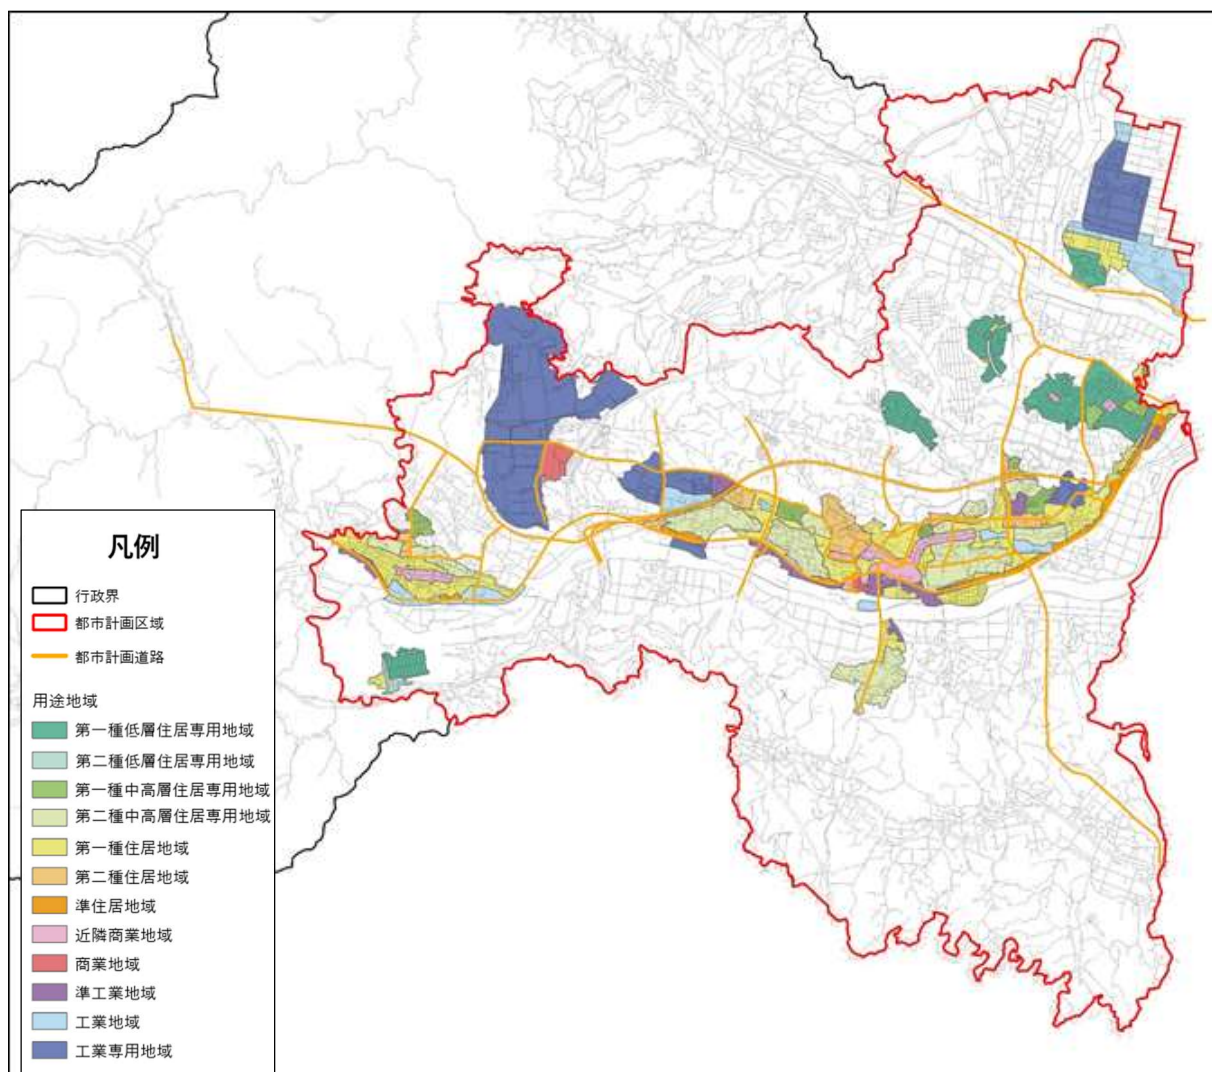 凡例
行政界
都市計画区域
都市計画道路
用途地域
第一種低層住居専用地域
第二種低層住居専用地域
第一種中高層住居専用地域
第二種中高層住居専用地域
第一種住居地域
第二種住居地域
準住居地域
近隣商業地域
商業地域
準工業地域
工業地域
工業専用地域